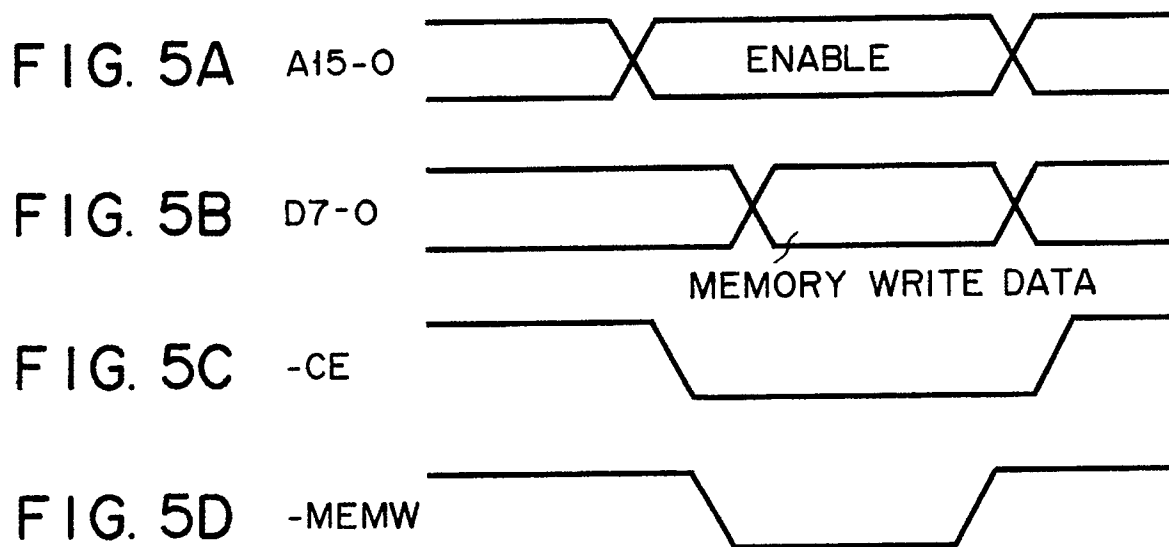 FIG. 5A A15-0 ENABLE
FIG. 5B D7-0
MEMORY WRITE DATA
FIG. 5C -CE
FIG. 5D -MEMW